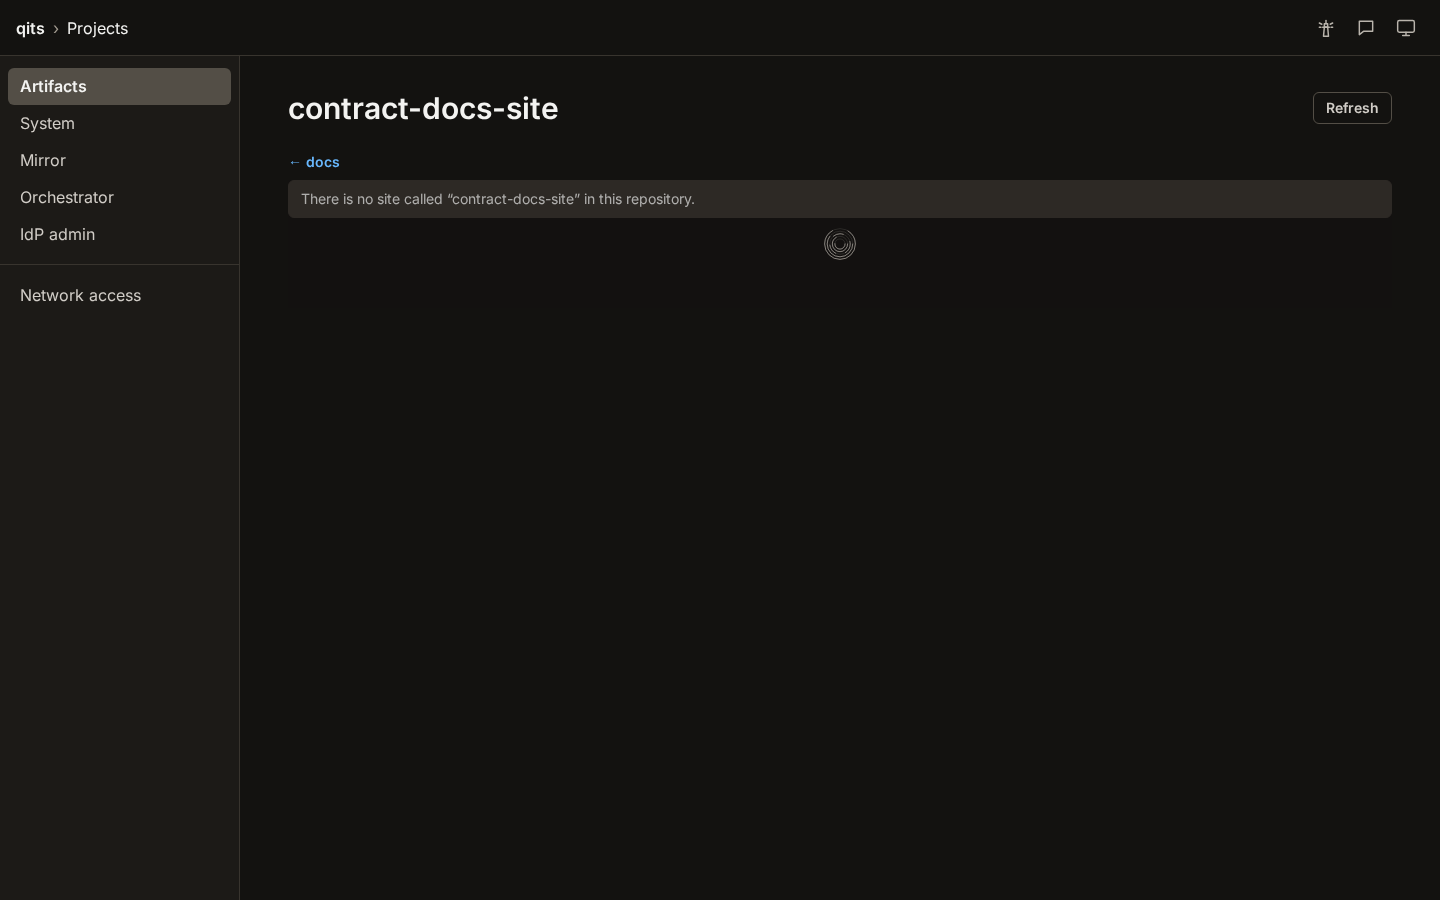 qits › Projects
Artifacts
System
Mirror
Orchestrator
IdP admin
Network access
contract-docs-site
Refresh
← docs
There is no site called “contract-docs-site” in this repository.